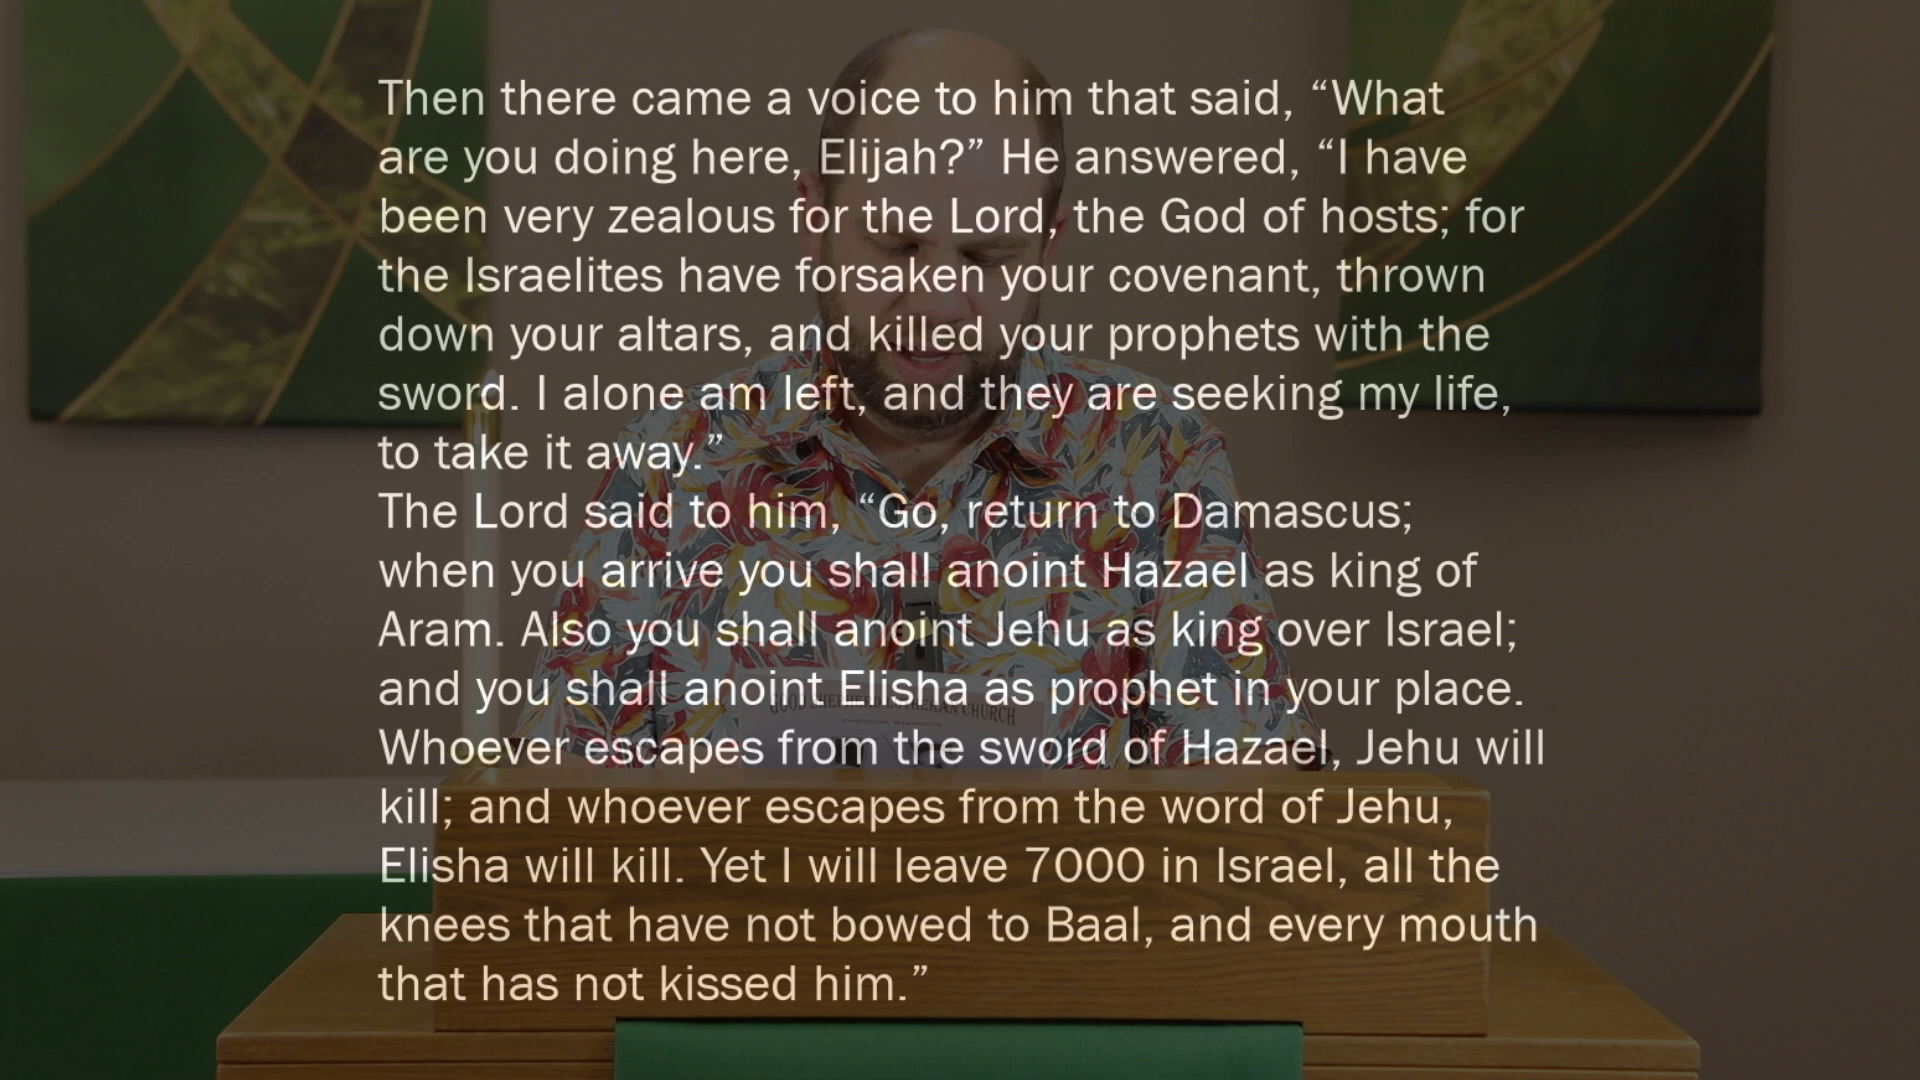 Then there came a voice to him that said, “What
are you doing here, Elijah?” He answered, “I have
been very zealous for the Lord, the God of hosts; for
the Israelites have forsaken your covenant, thrown
down your altars, and killed your prophets with the
sword. I alone am left, and they are seeking my life,
to take it away.”
The Lord said to him, “Go, return to Damascus;
when you arrive you shall anoint Hazael as king of
Aram. Also you shall anoint Jehu as king over Israel;
and you shall anoint Elisha as prophet in your place.
GOOD SHEPHERD LUTHERAN CHURCH
VANCOUVER, WASHINGTON
Whoever escapes from the sword of Hazael, Jehu will
kill; and whoever escapes from the word of Jehu,
Elisha will kill. Yet I will leave 7000 in Israel, all the
knees that have not bowed to Baal, and every mouth
that has not kissed him.”